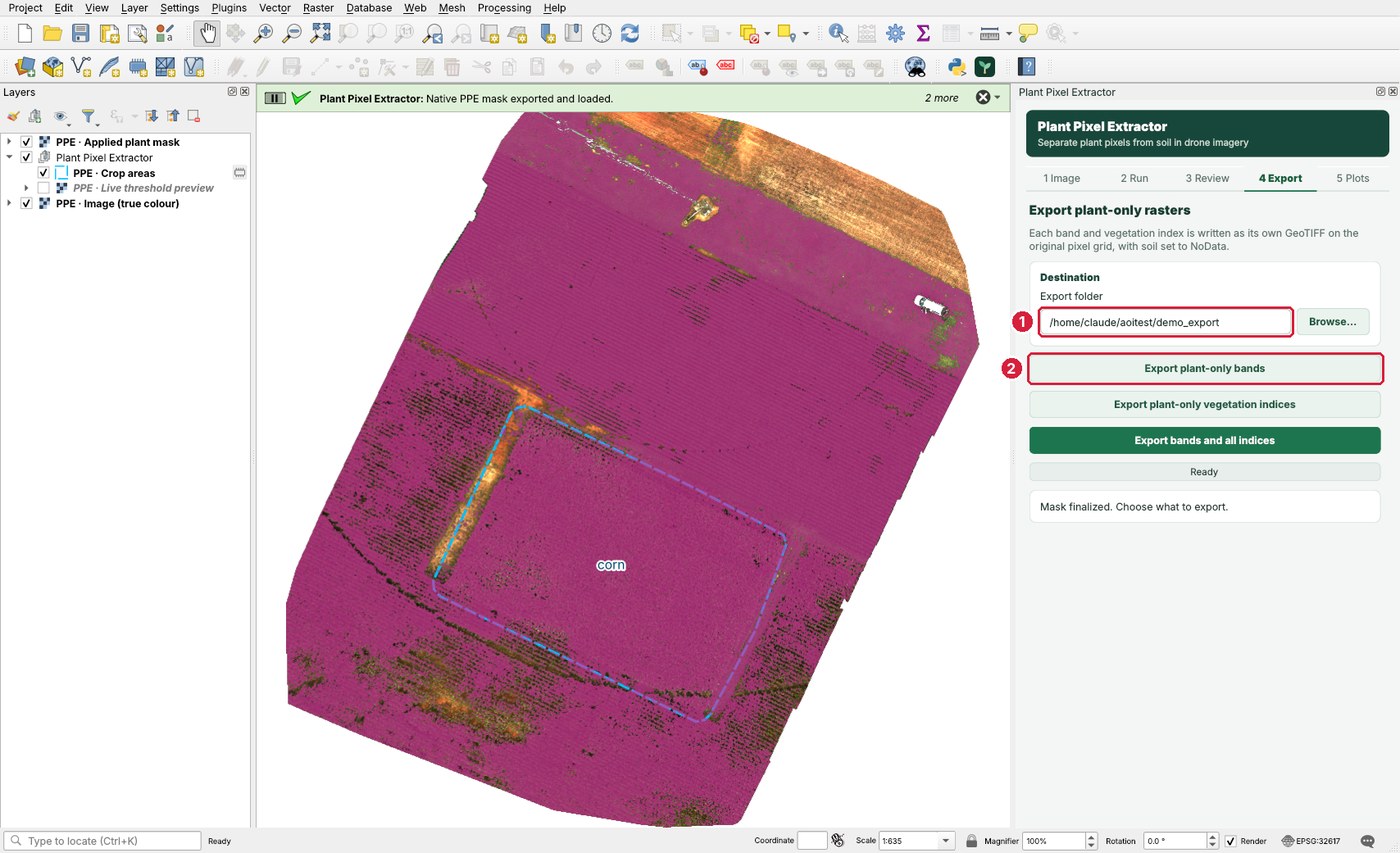 Project Edit View Layer Settings Plugins Vector Raster Database Web Mesh Processing Help
Layers
PPE · Applied plant mask
Plant Pixel Extractor
PPE · Crop areas
PPE · Live threshold preview
PPE · Image (true colour)
Plant Pixel Extractor: Native PPE mask exported and loaded.
2 more
corn
Plant Pixel Extractor
Plant Pixel Extractor
Separate plant pixels from soil in drone imagery
1 Image 2 Run 3 Review 4 Export 5 Plots
Export plant-only rasters
Each band and vegetation index is written as its own GeoTIFF on the
original pixel grid, with soil set to NoData.
Destination
Export folder
1 /home/claude/aoitest/demo_export Browse...
2 Export plant-only bands
Export plant-only vegetation indices
Export bands and all indices
Ready
Mask finalized. Choose what to export.
Type to locate (Ctrl+K) Ready Coordinate Scale 1:635 Magnifier 100% Rotation 0.0 ° Render EPSG:32617